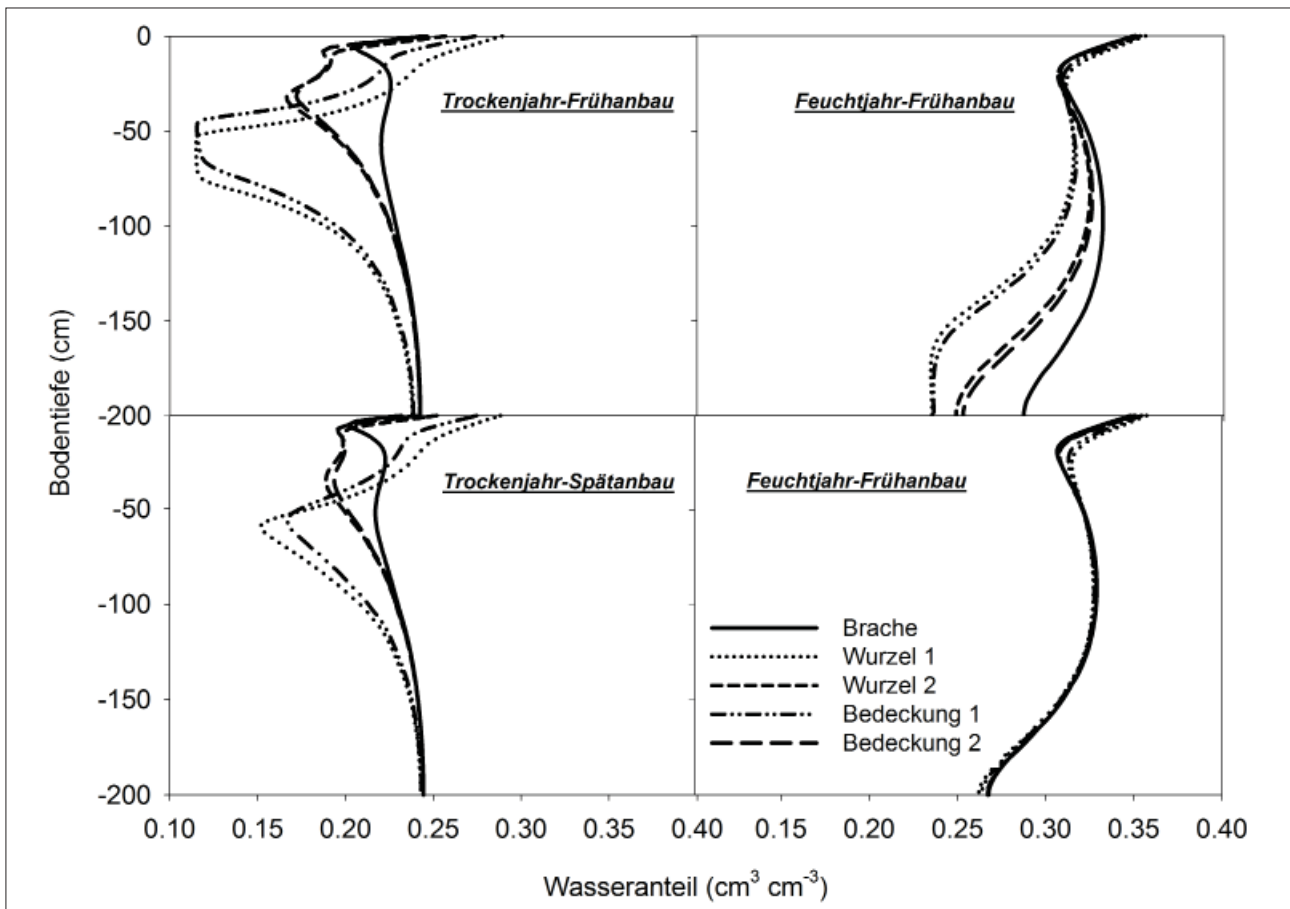 0
-50
-100
-150
-200
-50
-100
-150
-200
Bodentiefe (cm)
Trockenjahr-Frühanbau
Feuchtjahr-Frühanbau
Trockenjahr-Spätanbau
Feuchtjahr-Frühanbau
Brache
Wurzel 1
Wurzel 2
Bedeckung 1
Bedeckung 2
0.10 0.15 0.20 0.25 0.30 0.35 0.40 0.15 0.20 0.25 0.30 0.35 0.40
Wasseranteil (cm³ cm⁻³)